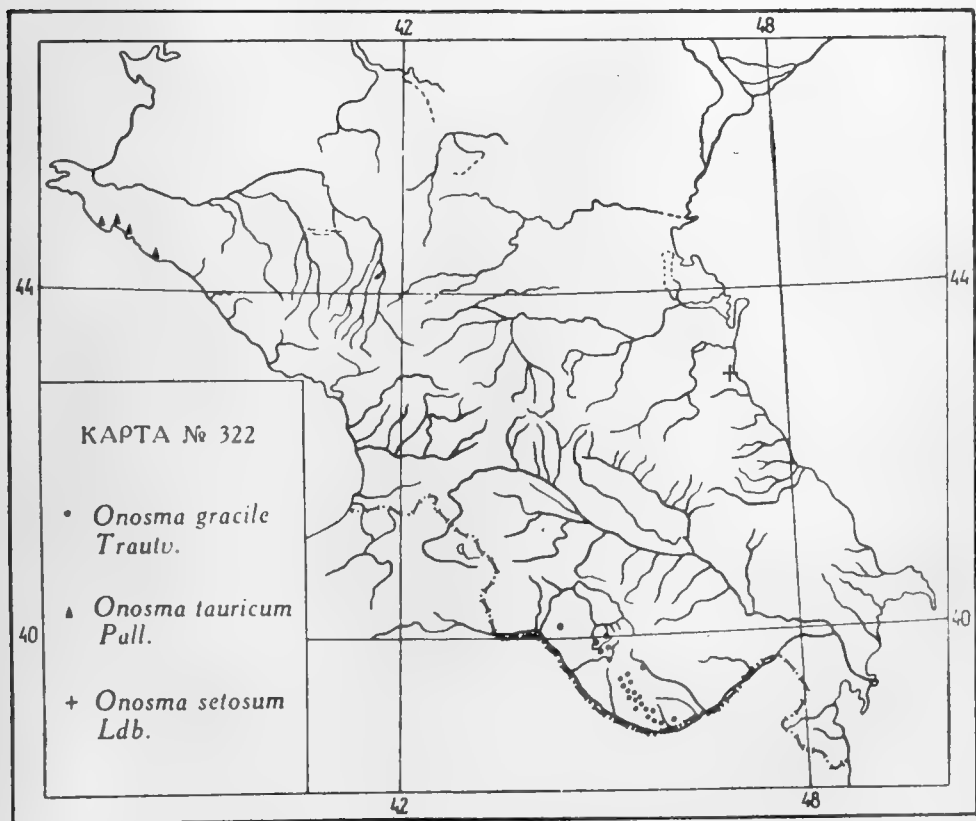 42 48
44 44
КАРТА № 322
• Onosma gracile
Trautv.
▲ Onosma tauricum
Pall.
+ Onosma setosum
Ldb.
40 40
42 48